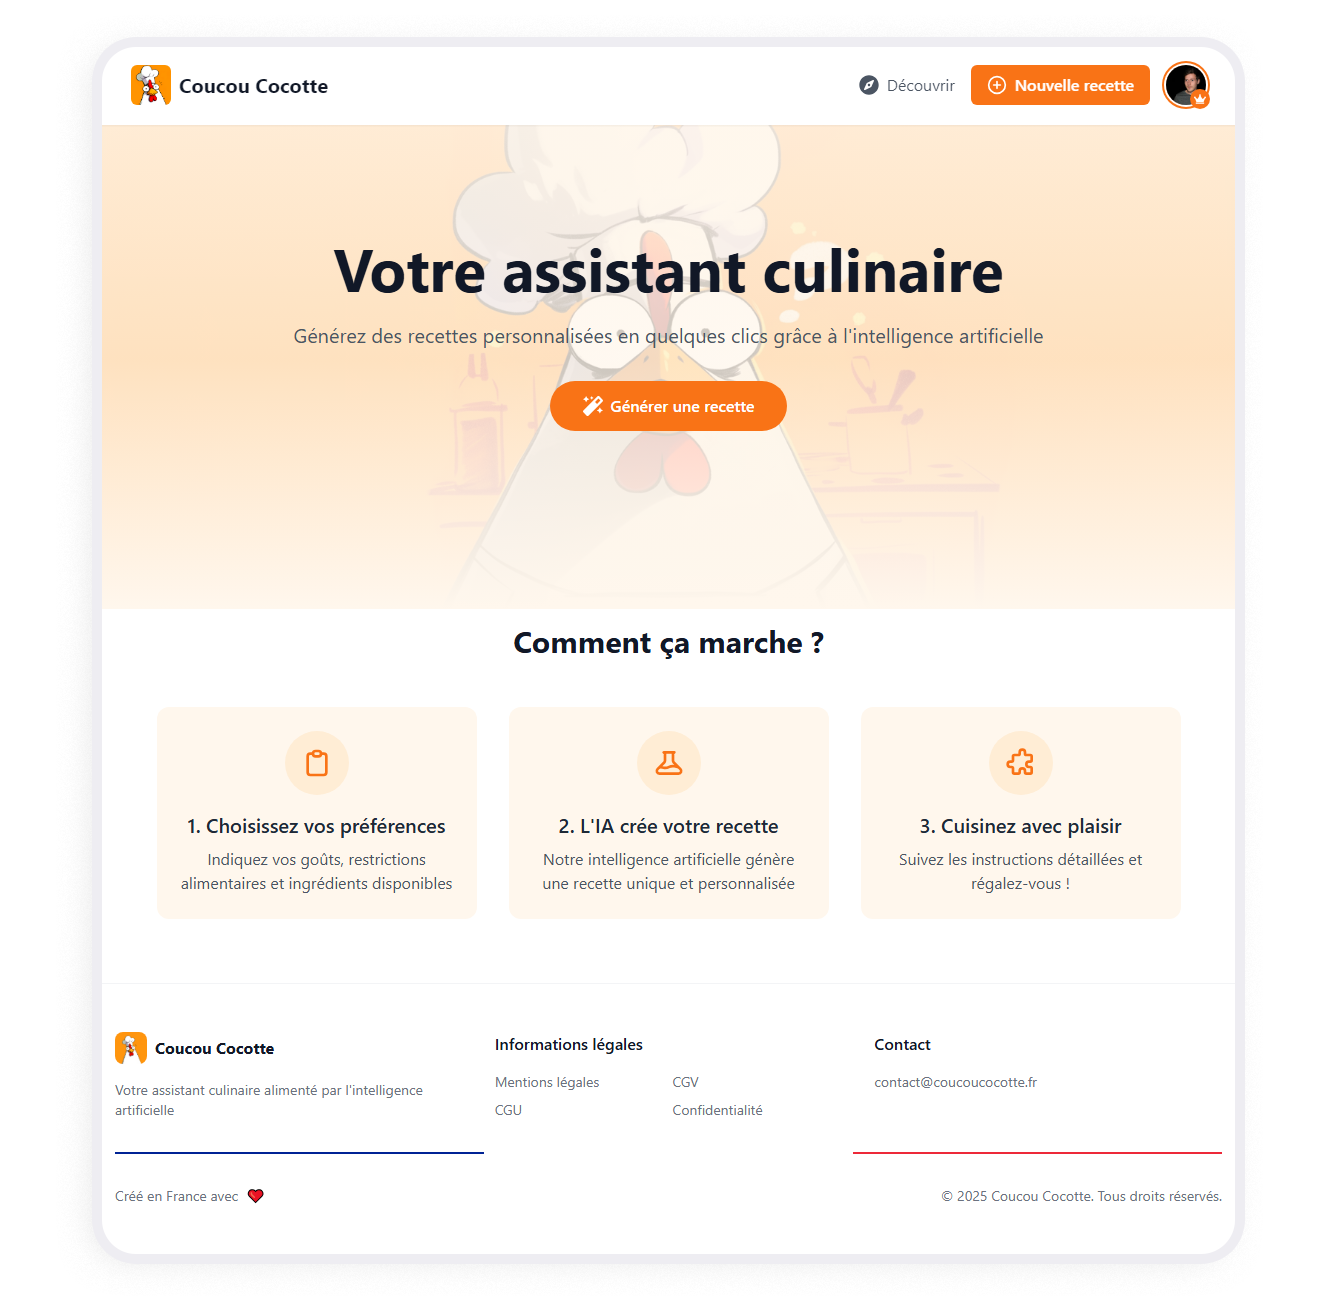 Coucou Cocotte
Découvrir
Nouvelle recette
Votre assistant culinaire
Générez des recettes personnalisées en quelques clics grâce à l'intelligence artificielle
Générer une recette
Comment ça marche ?
1. Choisissez vos préférences
Indiquez vos goûts, restrictions
alimentaires et ingrédients disponibles
2. L'IA crée votre recette
Notre intelligence artificielle génère
une recette unique et personnalisée
3. Cuisinez avec plaisir
Suivez les instructions détaillées et
régalez-vous !
Coucou Cocotte
Votre assistant culinaire alimenté par l'intelligence
artificielle
Informations légales
Mentions légales
CGV
CGU
Confidentialité
Contact
contact@coucoucocotte.fr
Créé en France avec
© 2025 Coucou Cocotte. Tous droits réservés.